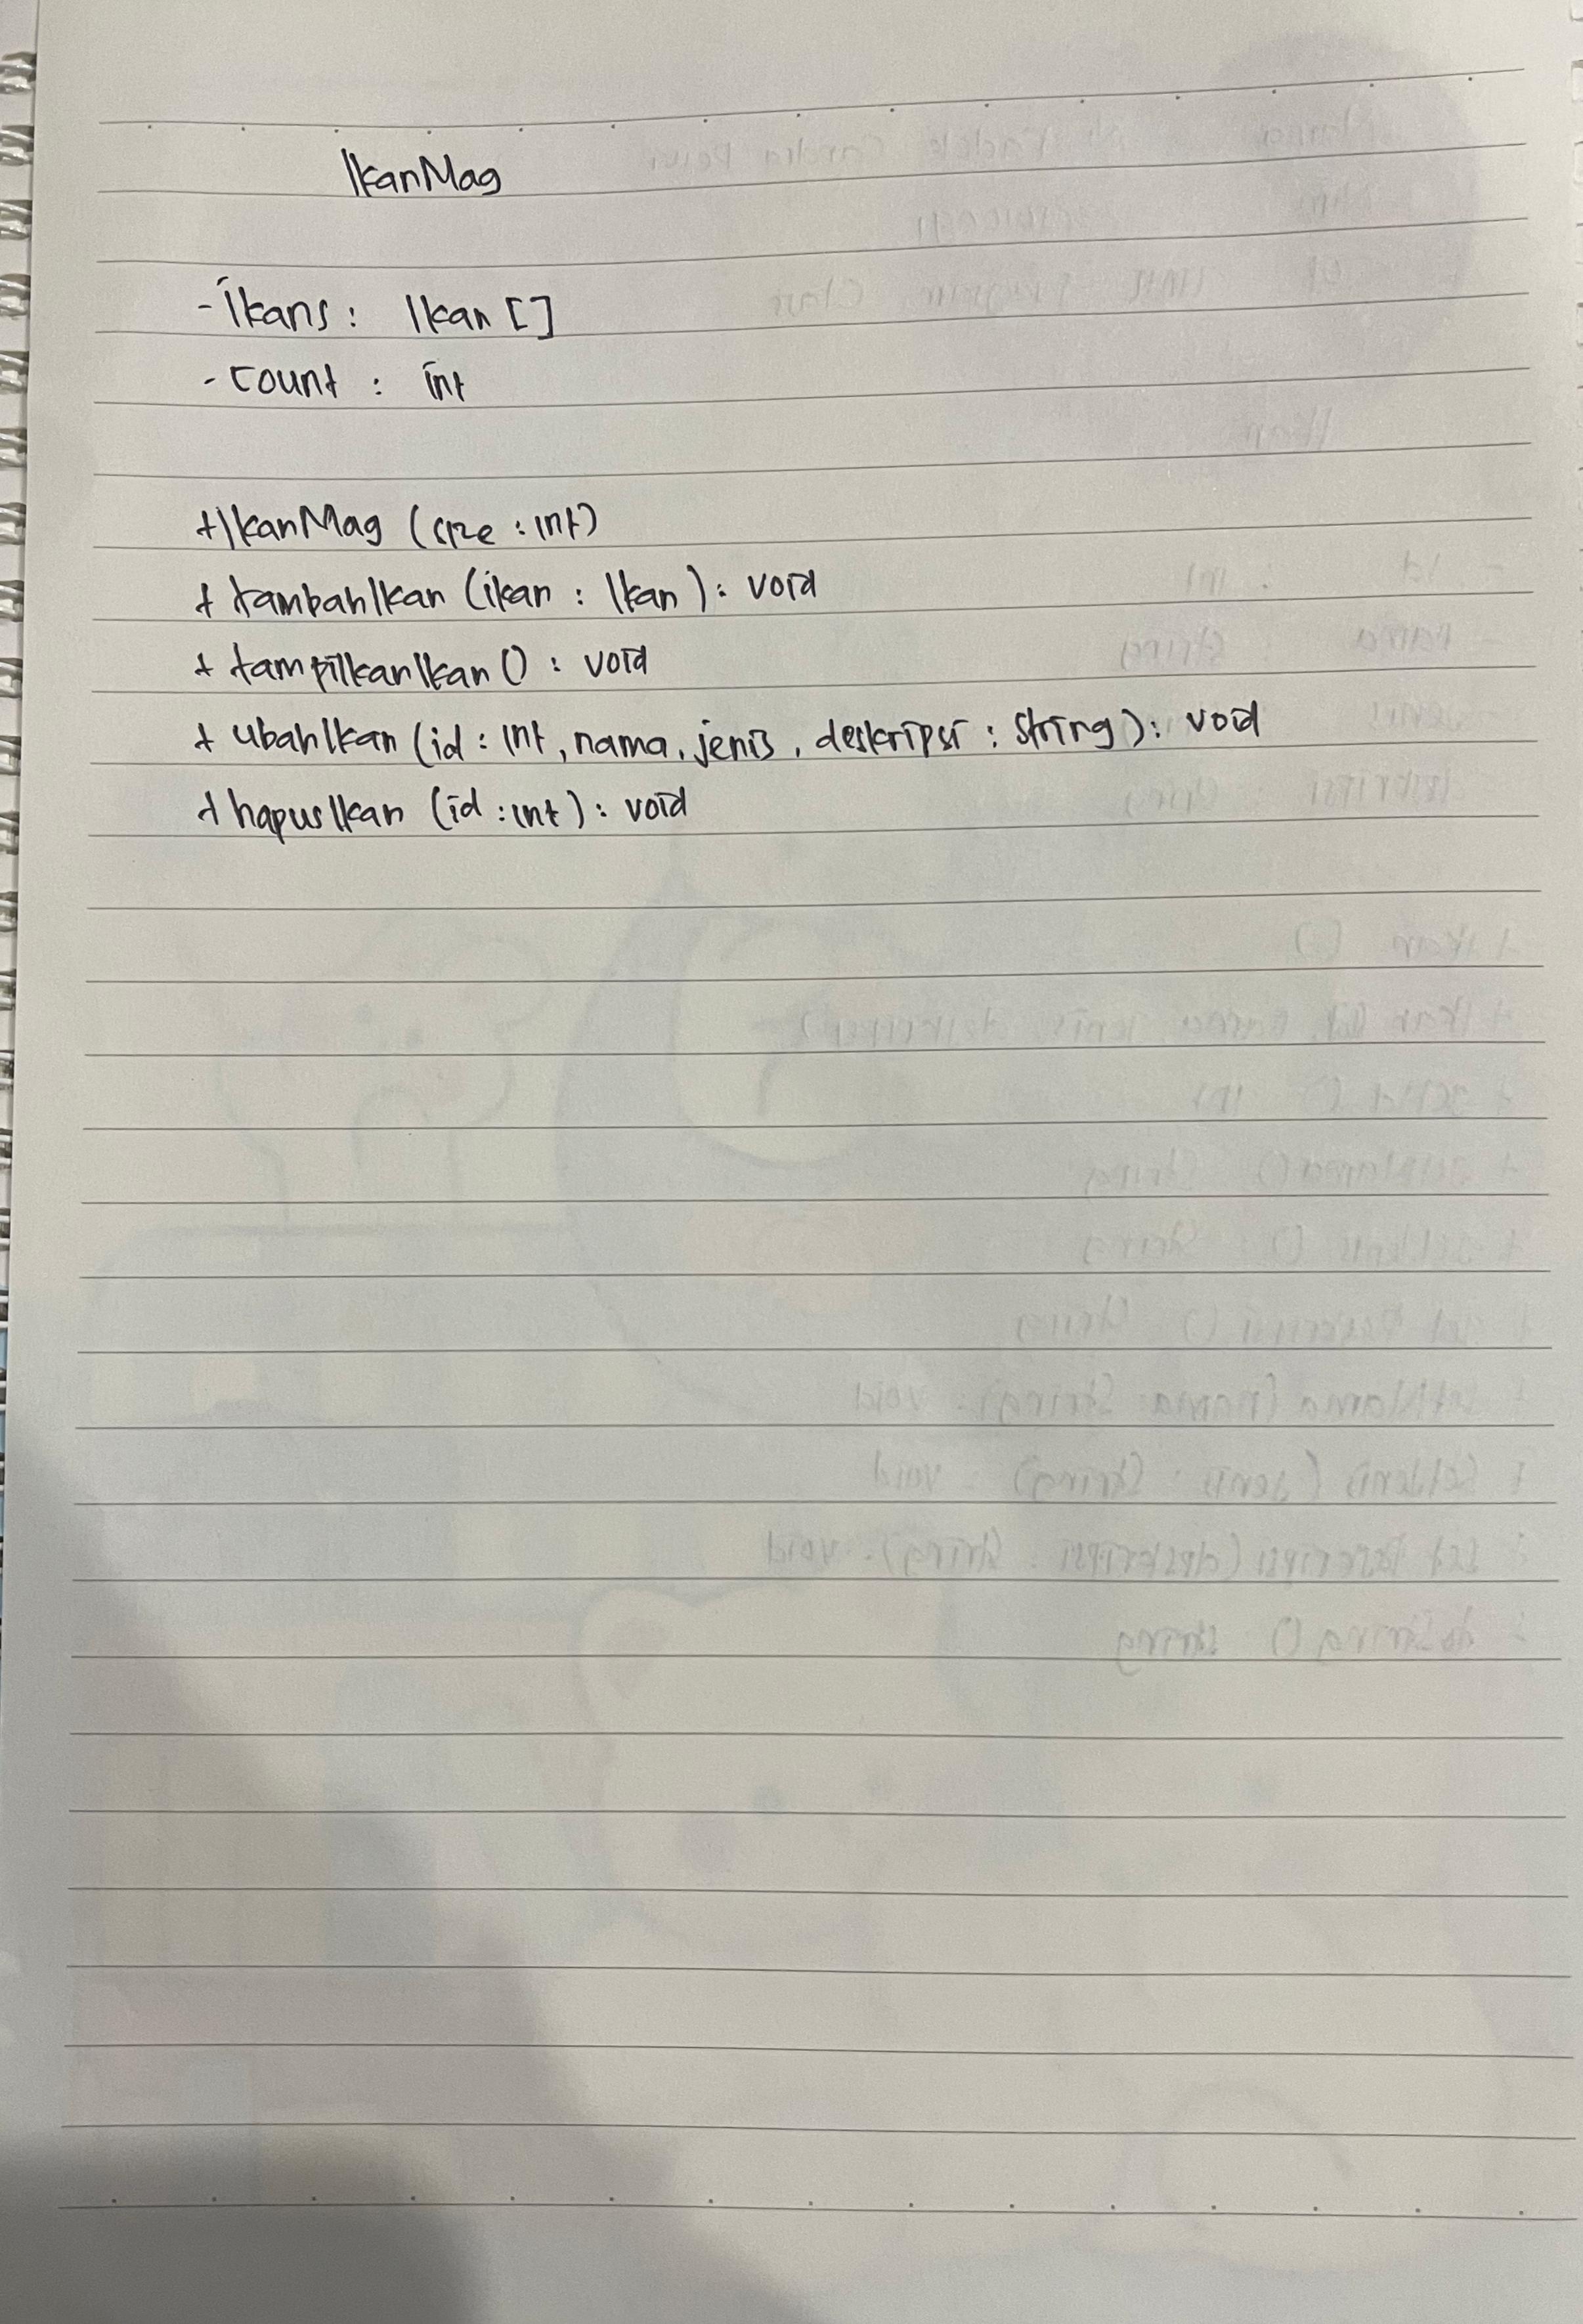 IkanMag
- Ikans : Ikan []
- count : int
+ IkanMag (size : int)
+ tambahIkan (ikan : Ikan) : void
+ tampilkanIkan () : void
+ ubahIkan (id : int, nama, jenis, deskripsi : String) : void
+ hapusIkan (id : int) : void